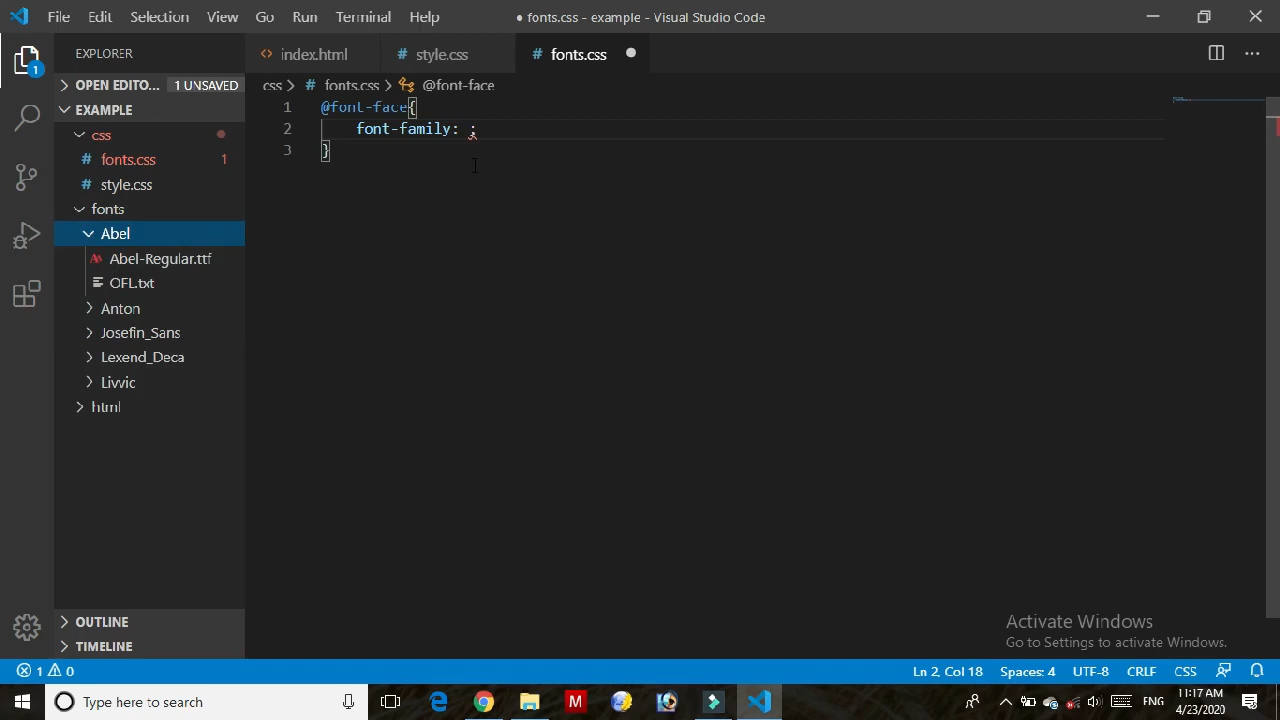 File Edit Selection View Go Run Terminal Help ● fonts.css - example - Visual Studio Code
EXPLORER
index.html
style.css
fonts.css
1
OPEN EDITO... 1 UNSAVED
css > fonts.css > @font-face
EXAMPLE
css
fonts.css 1
style.css
fonts
Abel
Abel-Regular.ttf
OFL.txt
Anton
Josefin_Sans
Lexend_Deca
Livvic
html
1 @font-face{
2 font-family: ;
3 }
OUTLINE
TIMELINE
Activate Windows
Go to Settings to activate Windows.
1 0
Ln 2, Col 18 Spaces: 4 UTF-8 CRLF CSS
Type here to search
M
ENG
11:17 AM
4/23/2020